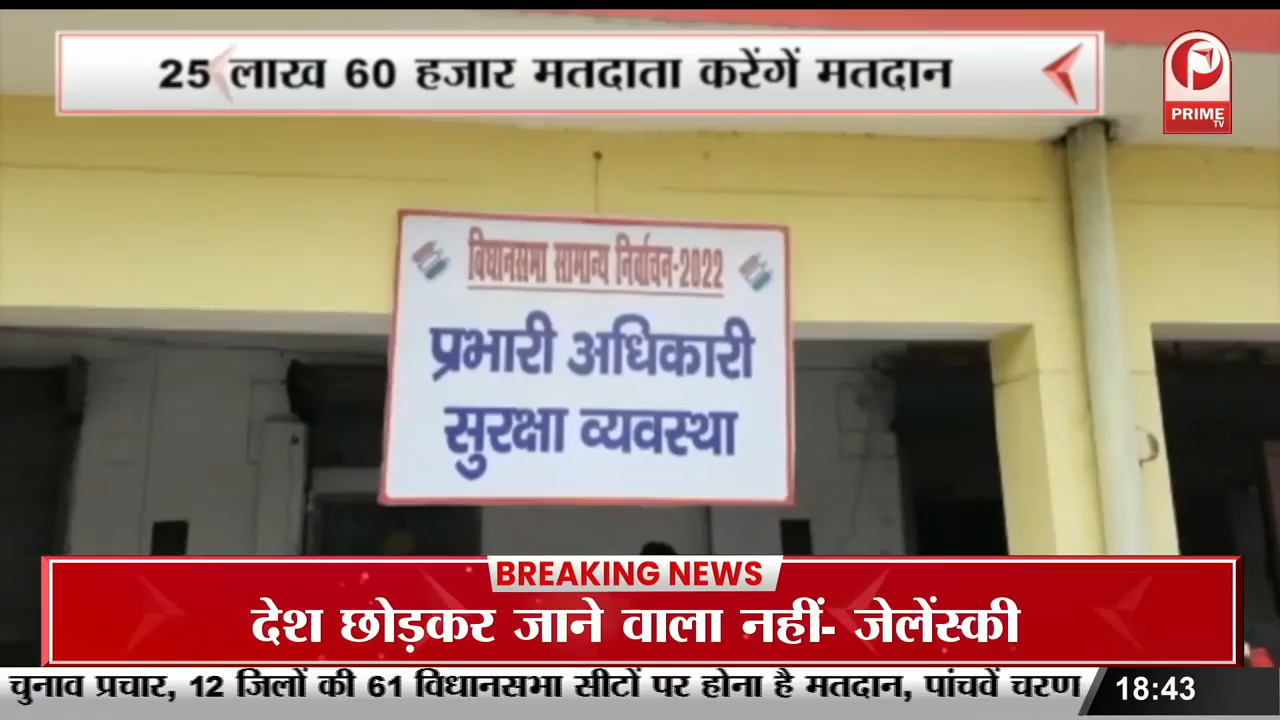 25 लाख 60 हजार मतदाता करेंगें मतदान
PRIME
TV
विधानसभा सामान्य निर्वाचन-2022
प्रभारी अधिकारी
सुरक्षा व्यवस्था
BREAKING NEWS
देश छोड़कर जाने वाला नहीं- जेलेंस्की
चुनाव प्रचार, 12 जिलों की 61 विधानसभा सीटों पर होना है मतदान, पांचवें चरण
18:43